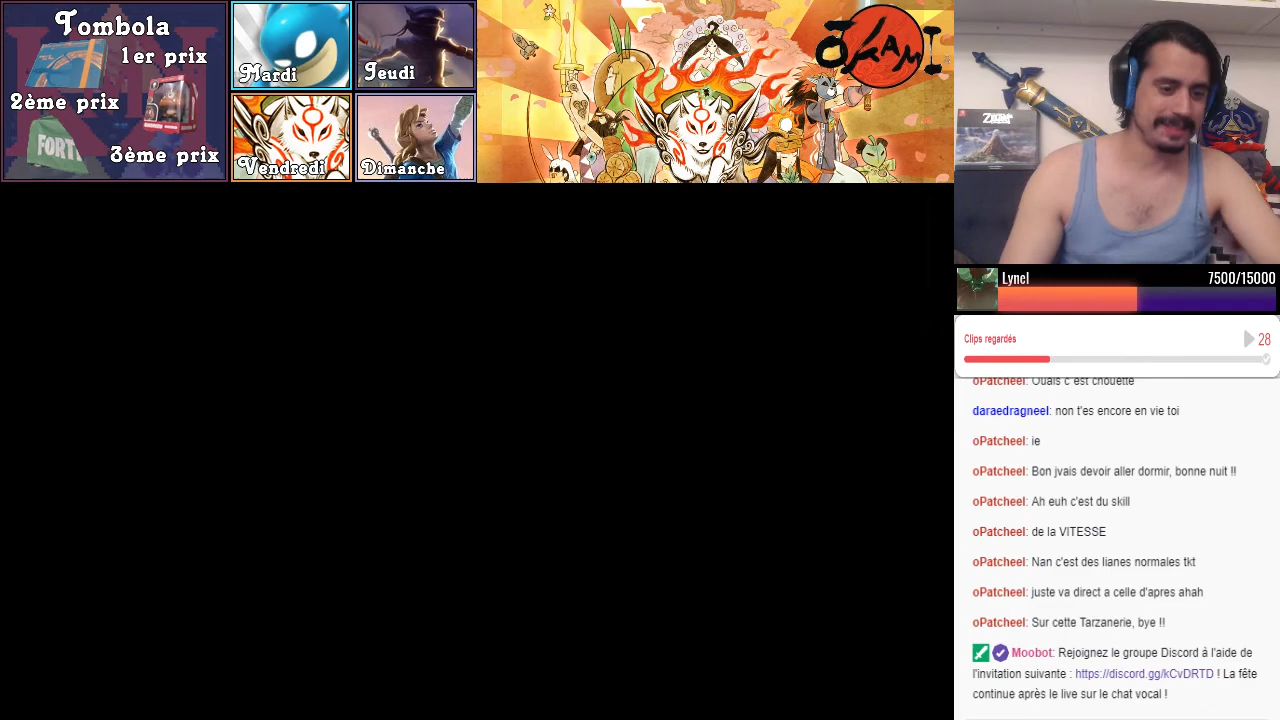 Tombola
1er prix
2ème prix
3ème prix
FORT
Mardi
Jeudi
Vendredi
Dimanche
ŌKAMI
ZELDA
Lynel
7500/15000
Clips regardés
28
oPatcheel: Ouais c'est chouette
daraedragneel: non t'es encore en vie toi
oPatcheel: ie
oPatcheel: Bon jvais devoir aller dormir, bonne nuit !!
oPatcheel: Ah euh c'est du skill
oPatcheel: de la VITESSE
oPatcheel: Nan c'est des lianes normales tkt
oPatcheel: juste va direct a celle d'apres ahah
oPatcheel: Sur cette Tarzanerie, bye !!
Moobot: Rejoignez le groupe Discord à l'aide de
l'invitation suivante : https://discord.gg/kCvDRTD ! La fête
continue après le live sur le chat vocal !